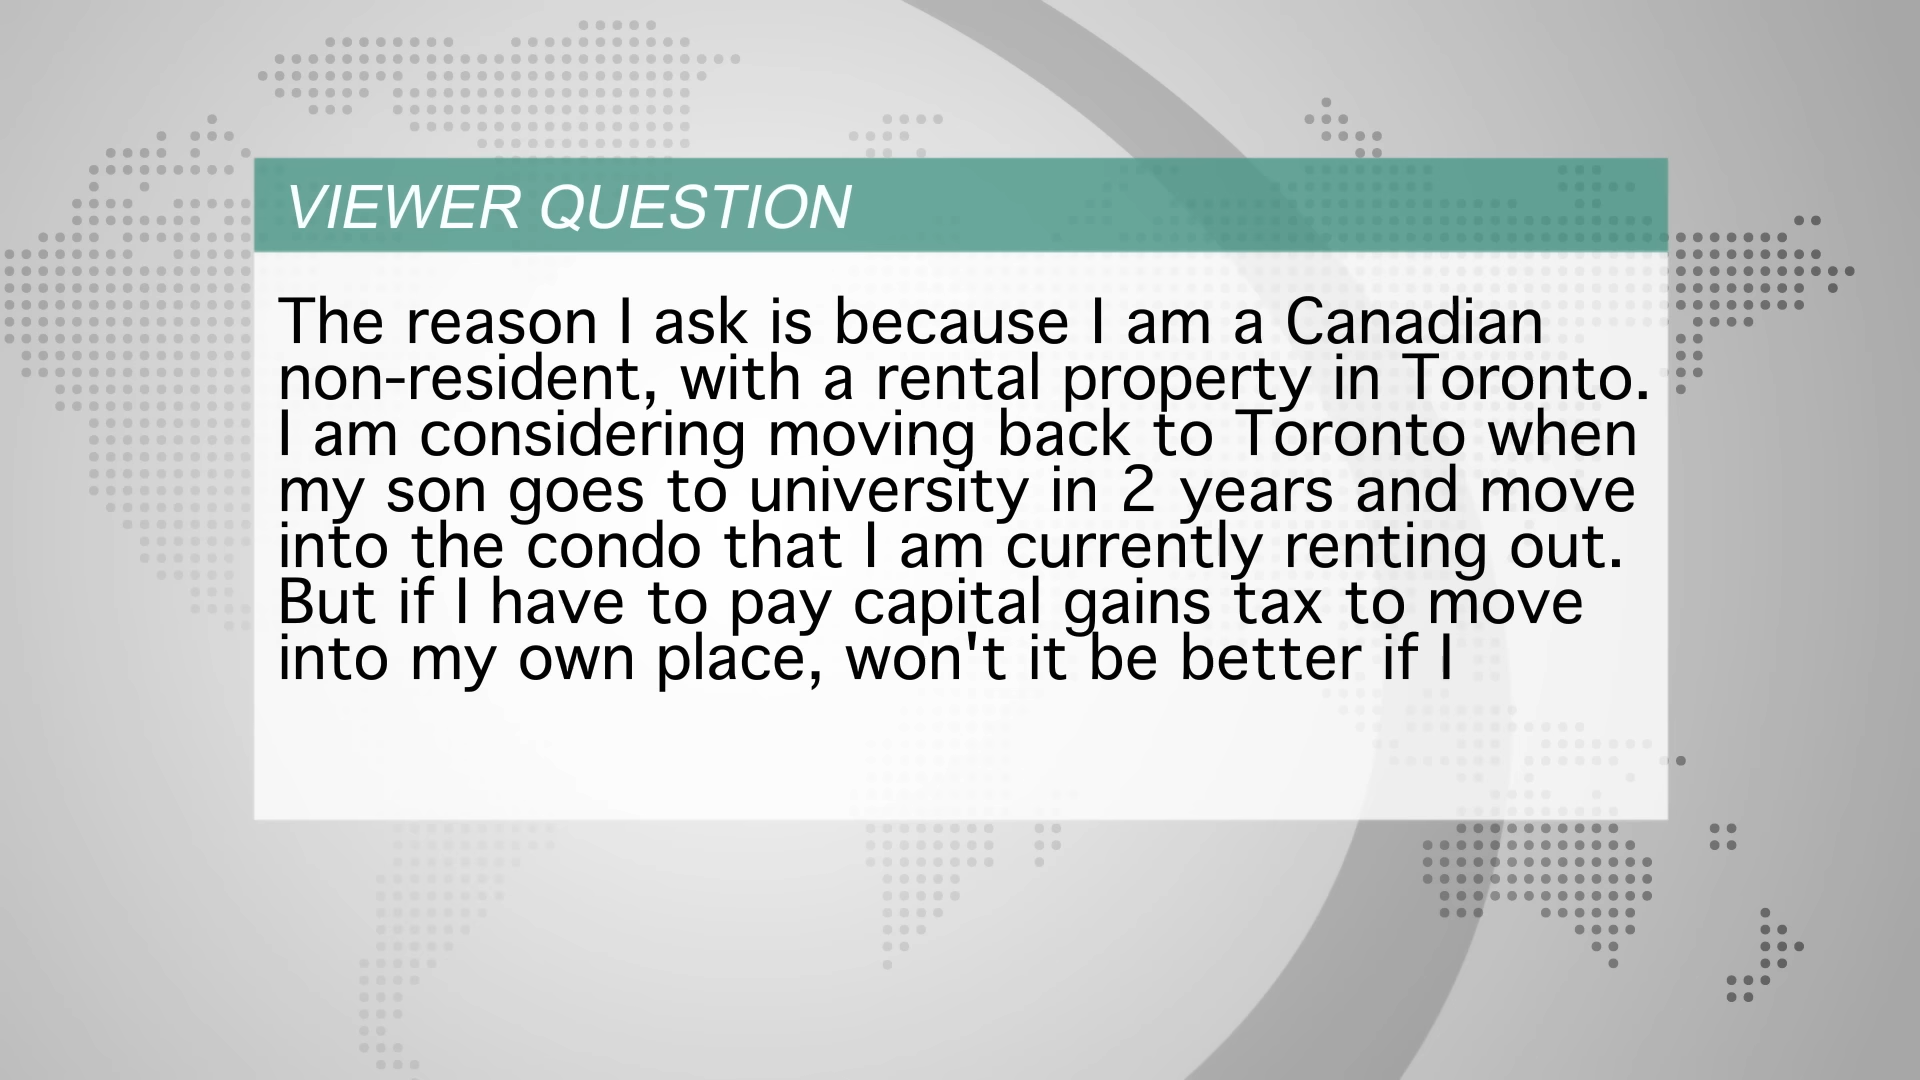 VIEWER QUESTION
The reason I ask is because I am a Canadian
non-resident, with a rental property in Toronto.
I am considering moving back to Toronto when
my son goes to university in 2 years and move
into the condo that I am currently renting out.
But if I have to pay capital gains tax to move
into my own place, won't it be better if I